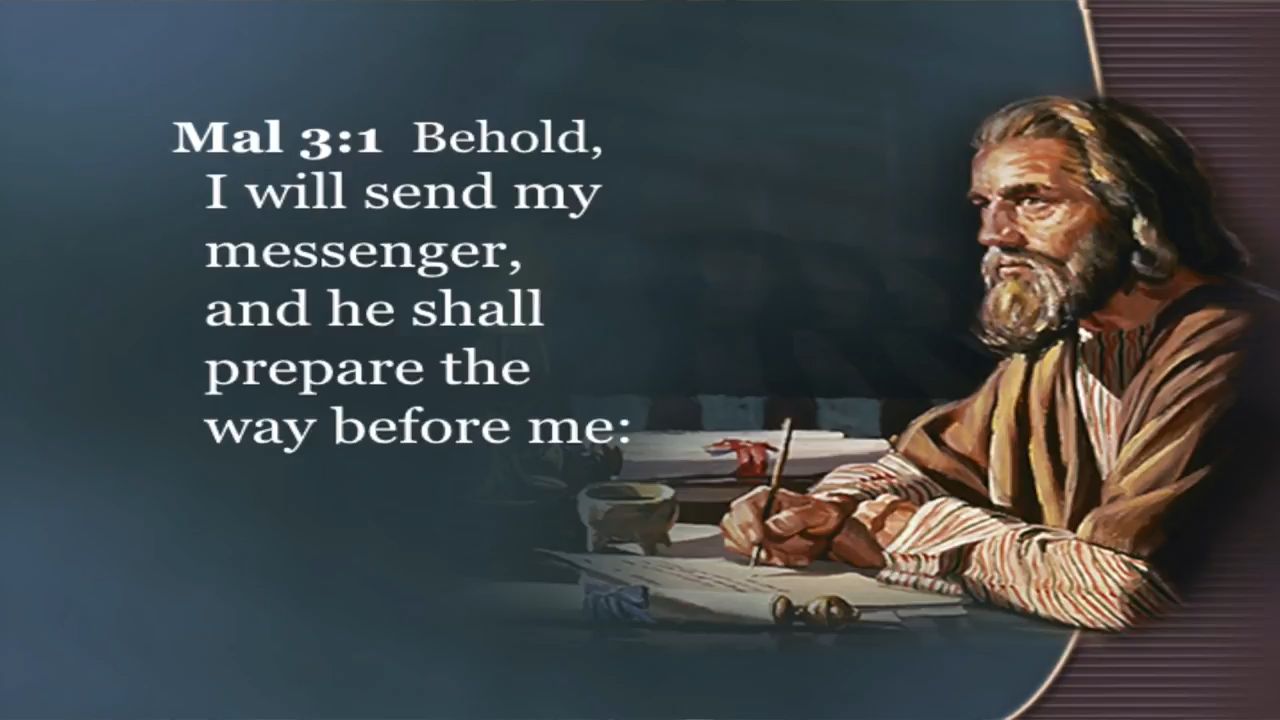 Mal 3:1 Behold,
I will send my
messenger,
and he shall
prepare the
way before me: